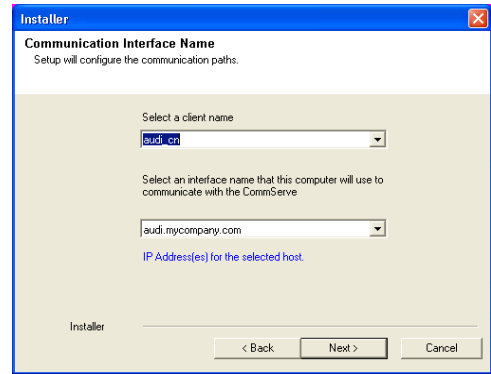 Installer
Communication Interface Name
Setup will configure the communication paths.
Select a client name
audi_cn
Select an interface name that this computer will use to
communicate with the CommServe
audi.mycompany.com
IP Address(es) for the selected host.
Installer
< Back
Next >
Cancel